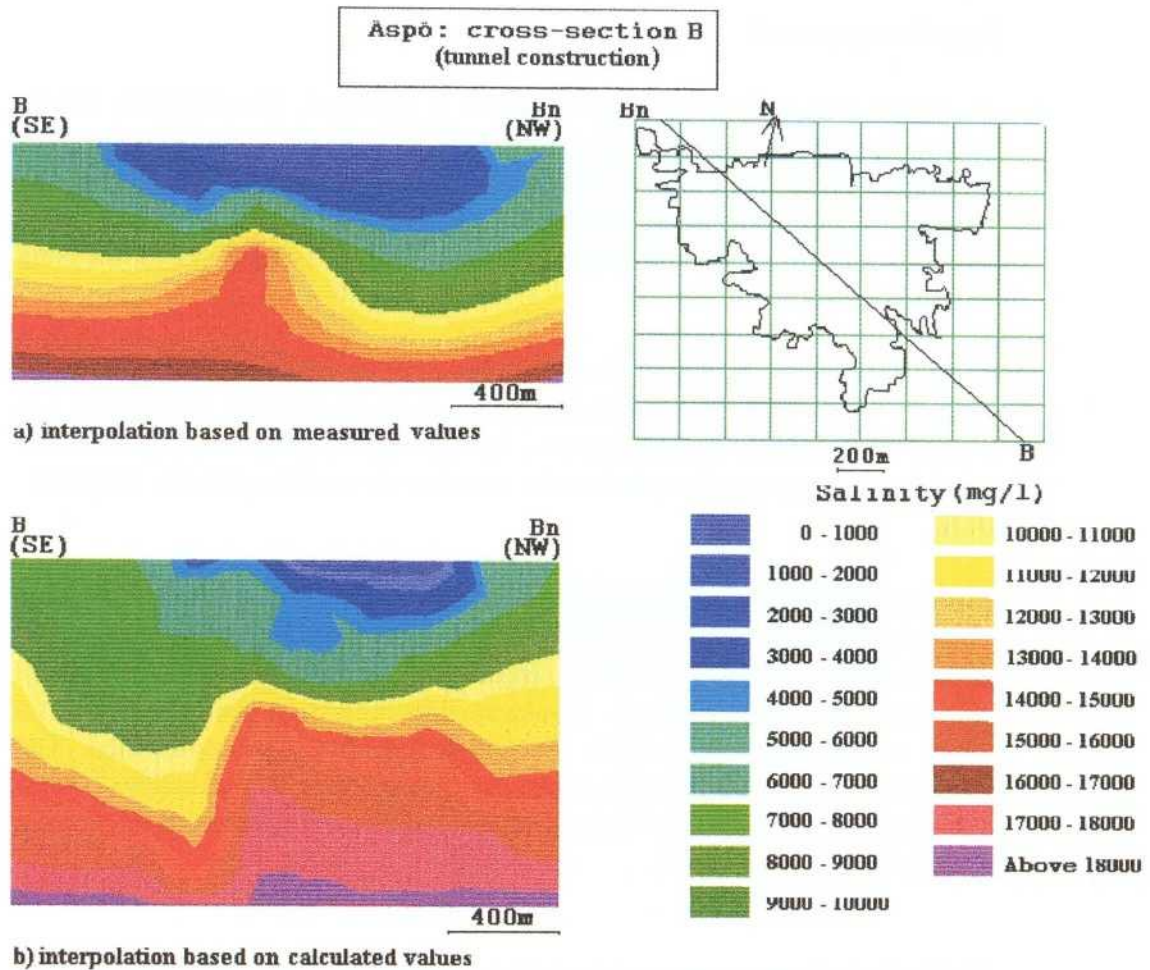 Äspö: cross-section B
(tunnel construction)
B
(SE)
Bn
(NW)
Bn
N
400m
a) interpolation based on measured values
200m
B
Salinity (mg/l)
B
(SE)
Bn
(NW)
0 - 1000
1000 - 2000
2000 - 3000
3000 - 4000
4000 - 5000
5000 - 6000
6000 - 7000
7000 - 8000
8000 - 9000
9000 - 10000
10000 - 11000
11000 - 12000
12000 - 13000
13000 - 14000
14000 - 15000
15000 - 16000
16000 - 17000
17000 - 18000
Above 18000
400m
b) interpolation based on calculated values